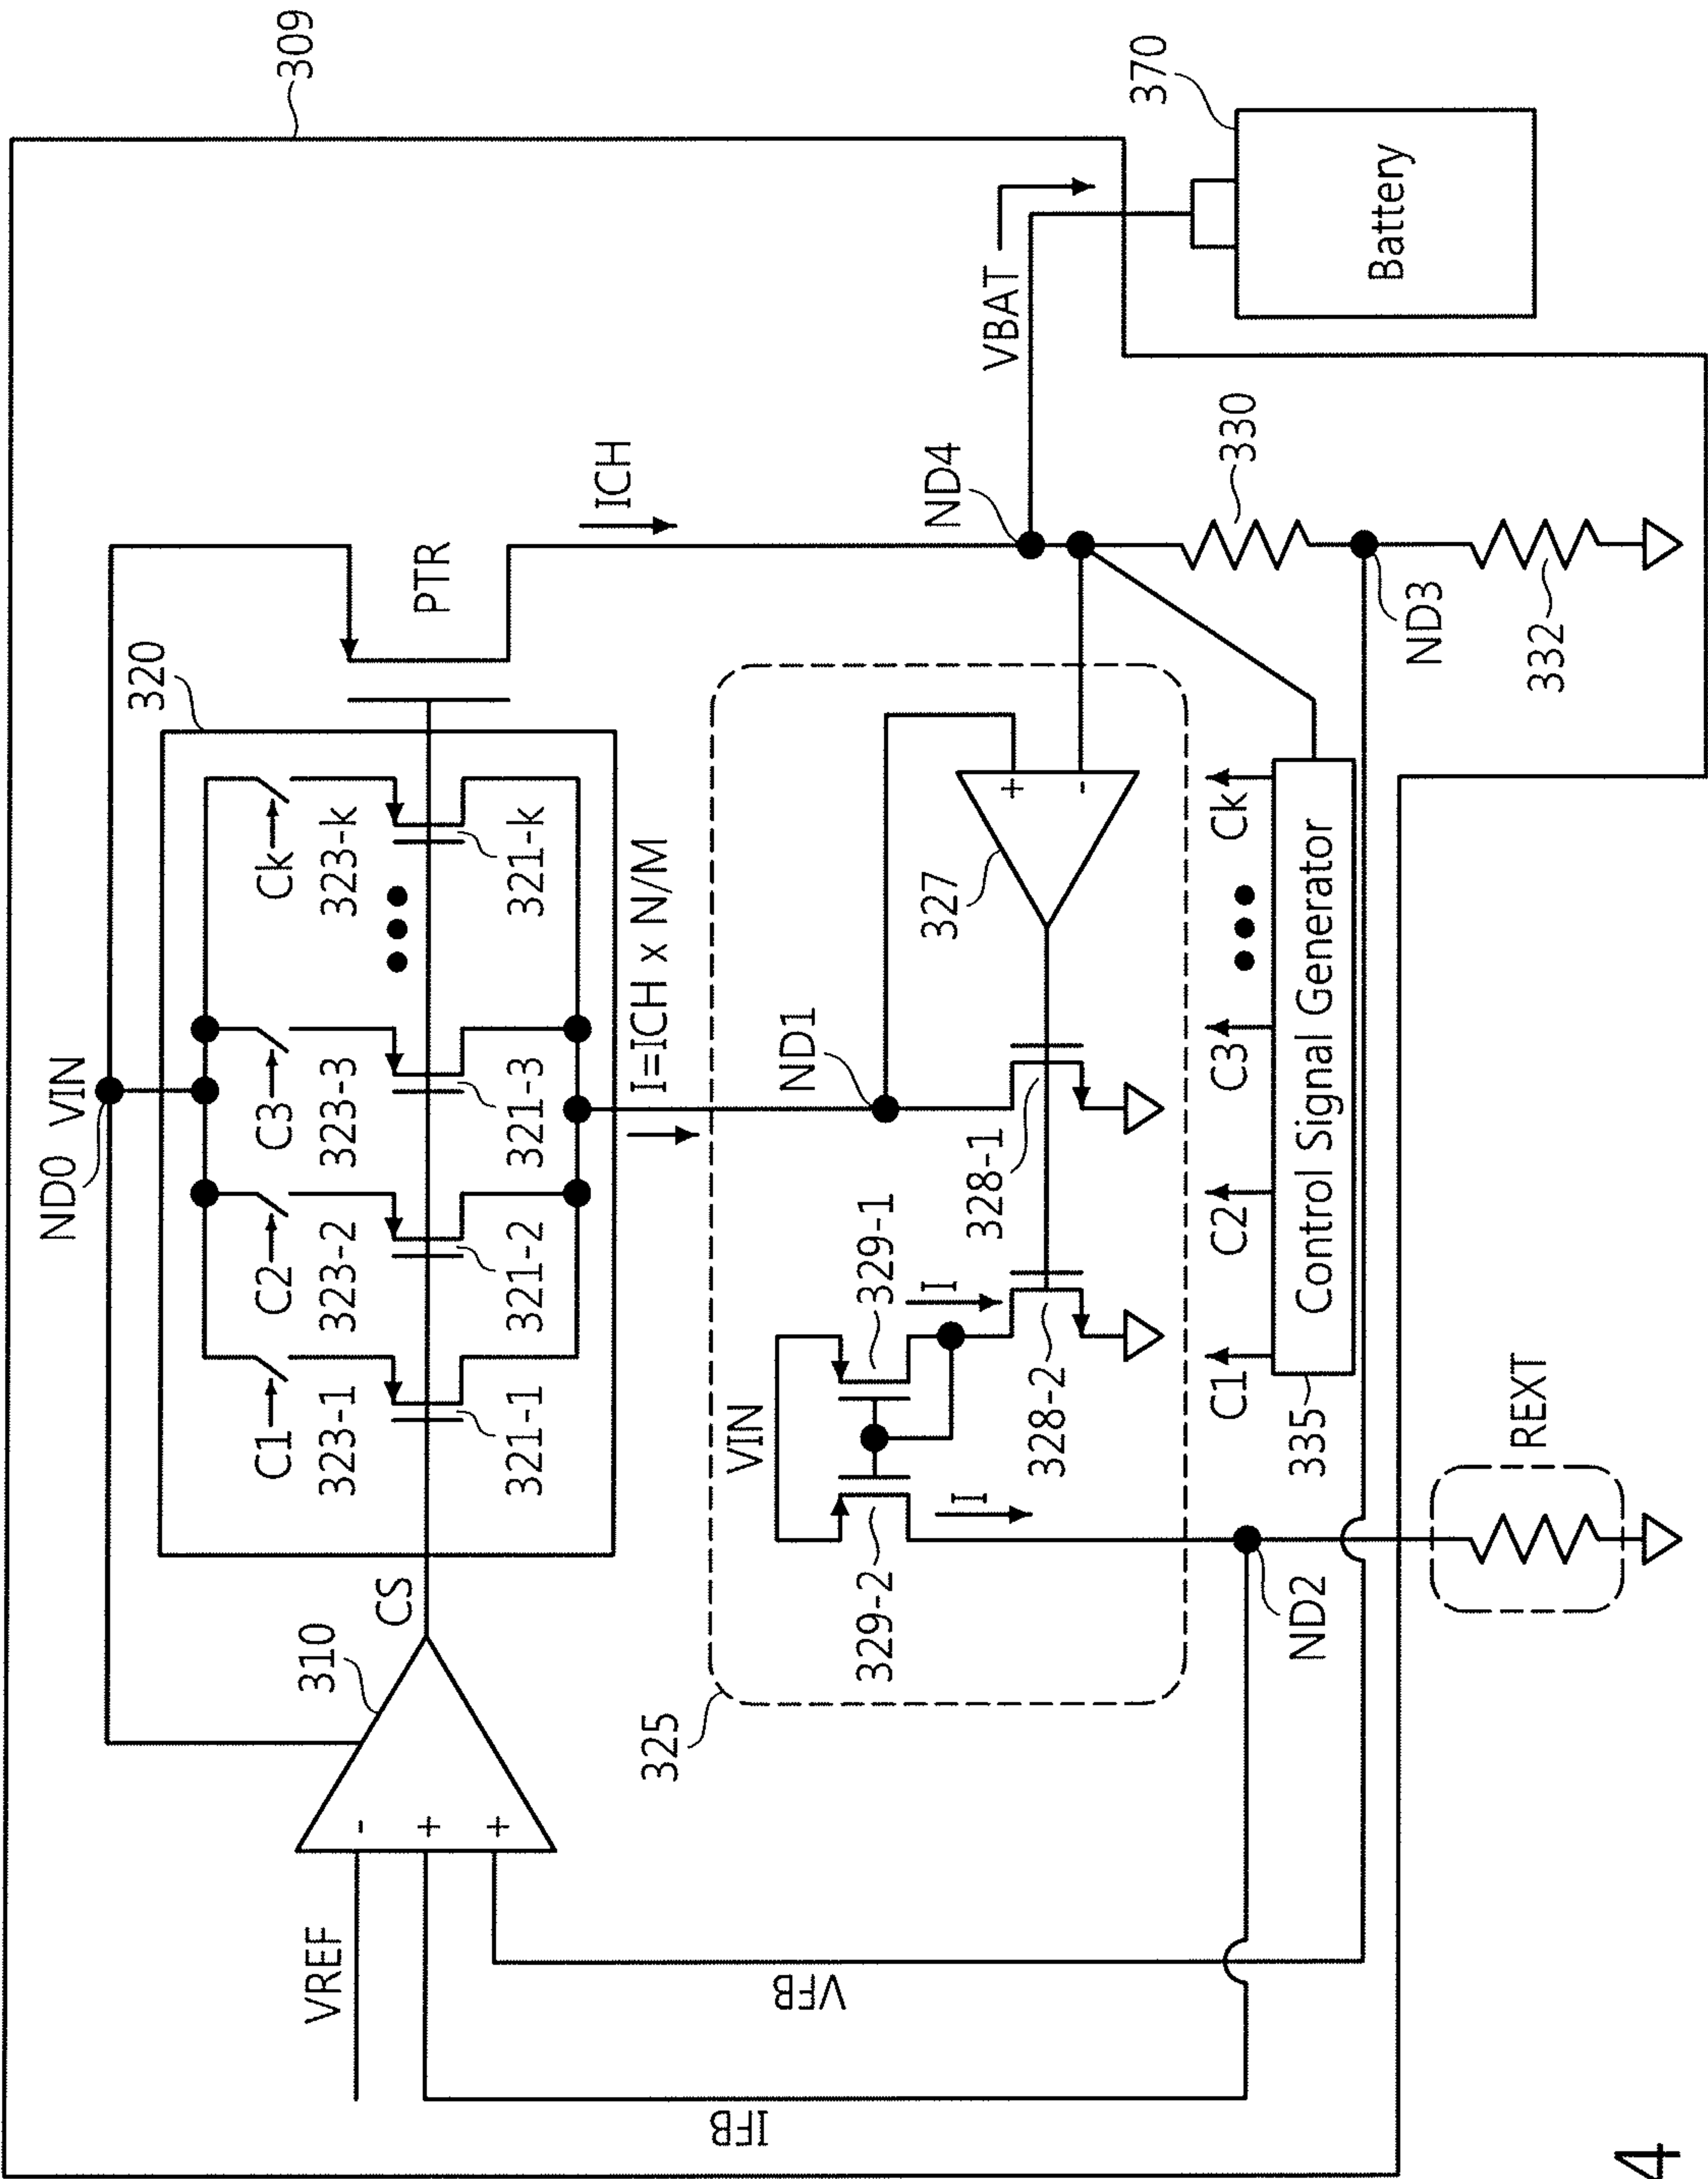 309
ND0 VIN
320
C1
C2
C3
Ck
323-1
323-2
323-3
323-k
321-1
321-2
321-3
321-k
PTR
310
CS
VREF
-
+
+
I=ICH x N/M
ICH
325
VIN
329-2
329-1
I
I
328-2
328-1
ND1
327
+
-
ND4
VBAT
370
Battery
IFB
VFB
C1
C2
C3
Ck
335
Control Signal Generator
330
ND3
332
ND2
REXT
4